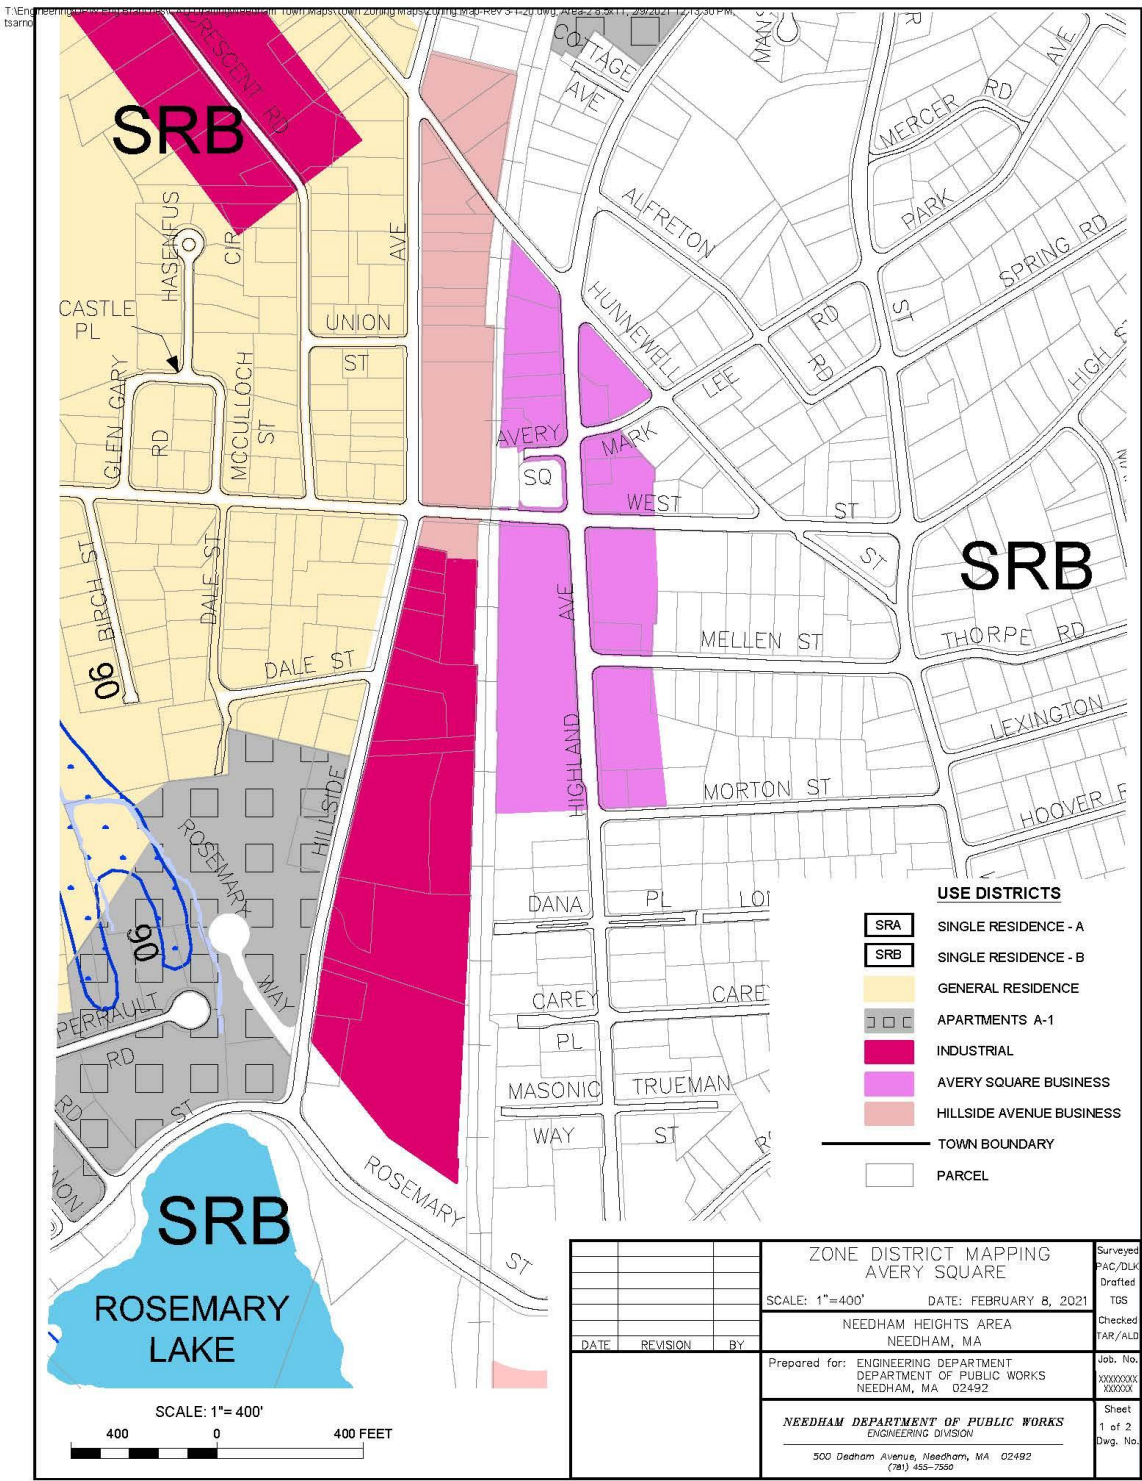 tsarno
COTTAGE
AVE
MANS
AVE
CRESCENT RD
SRB
MERCER RD
HASENFUS
CIR
AVE
ALFRETON
PARK
SPRING RD
CASTLE
PL
UNION
ST
HUNNEWELL
RD
ST
RD
LEE
HIGH S
GLEN GARY
RD
MCCULLOCH
ST
AVERY
SQ
MARK
WEST
ST
SRB
BIRCH ST
DALE ST
AVE
ST
MELLEN ST
THORPE RD
90
DALE ST
HIGHLAND
LEXINGTON
HILLSIDE
MORTON ST
HOOVER
ROSEMARY
WAY
DANA PL
90
CAREY
PL
CARE
PERRAULT
RD
MASONIC
WAY
TRUEMAN
ST
RD
ST
NON
ROSEMARY
ST
SRB
ROSEMARY
LAKE
USE DISTRICTS
SRA SINGLE RESIDENCE - A
SRB SINGLE RESIDENCE - B
GENERAL RESIDENCE
APARTMENTS A-1
INDUSTRIAL
AVERY SQUARE BUSINESS
HILLSIDE AVENUE BUSINESS
TOWN BOUNDARY
PARCEL
SCALE: 1"= 400'
400 0 400 FEET
DATE REVISION BY
ZONE DISTRICT MAPPING
AVERY SQUARE
SCALE: 1"=400' DATE: FEBRUARY 8, 2021
NEEDHAM HEIGHTS AREA
NEEDHAM, MA
Prepared for: ENGINEERING DEPARTMENT
DEPARTMENT OF PUBLIC WORKS
NEEDHAM, MA 02492
NEEDHAM DEPARTMENT OF PUBLIC WORKS
ENGINEERING DIVISION
500 Dedham Avenue, Needham, MA 02492
(781) 455-7550
Surveyed
PAC/DLK
Drafted
TGS
Checked
TAR/ALD
Job. No.
XXXXXXXX
XXXXXX
Sheet
1 of 2
Dwg. No.